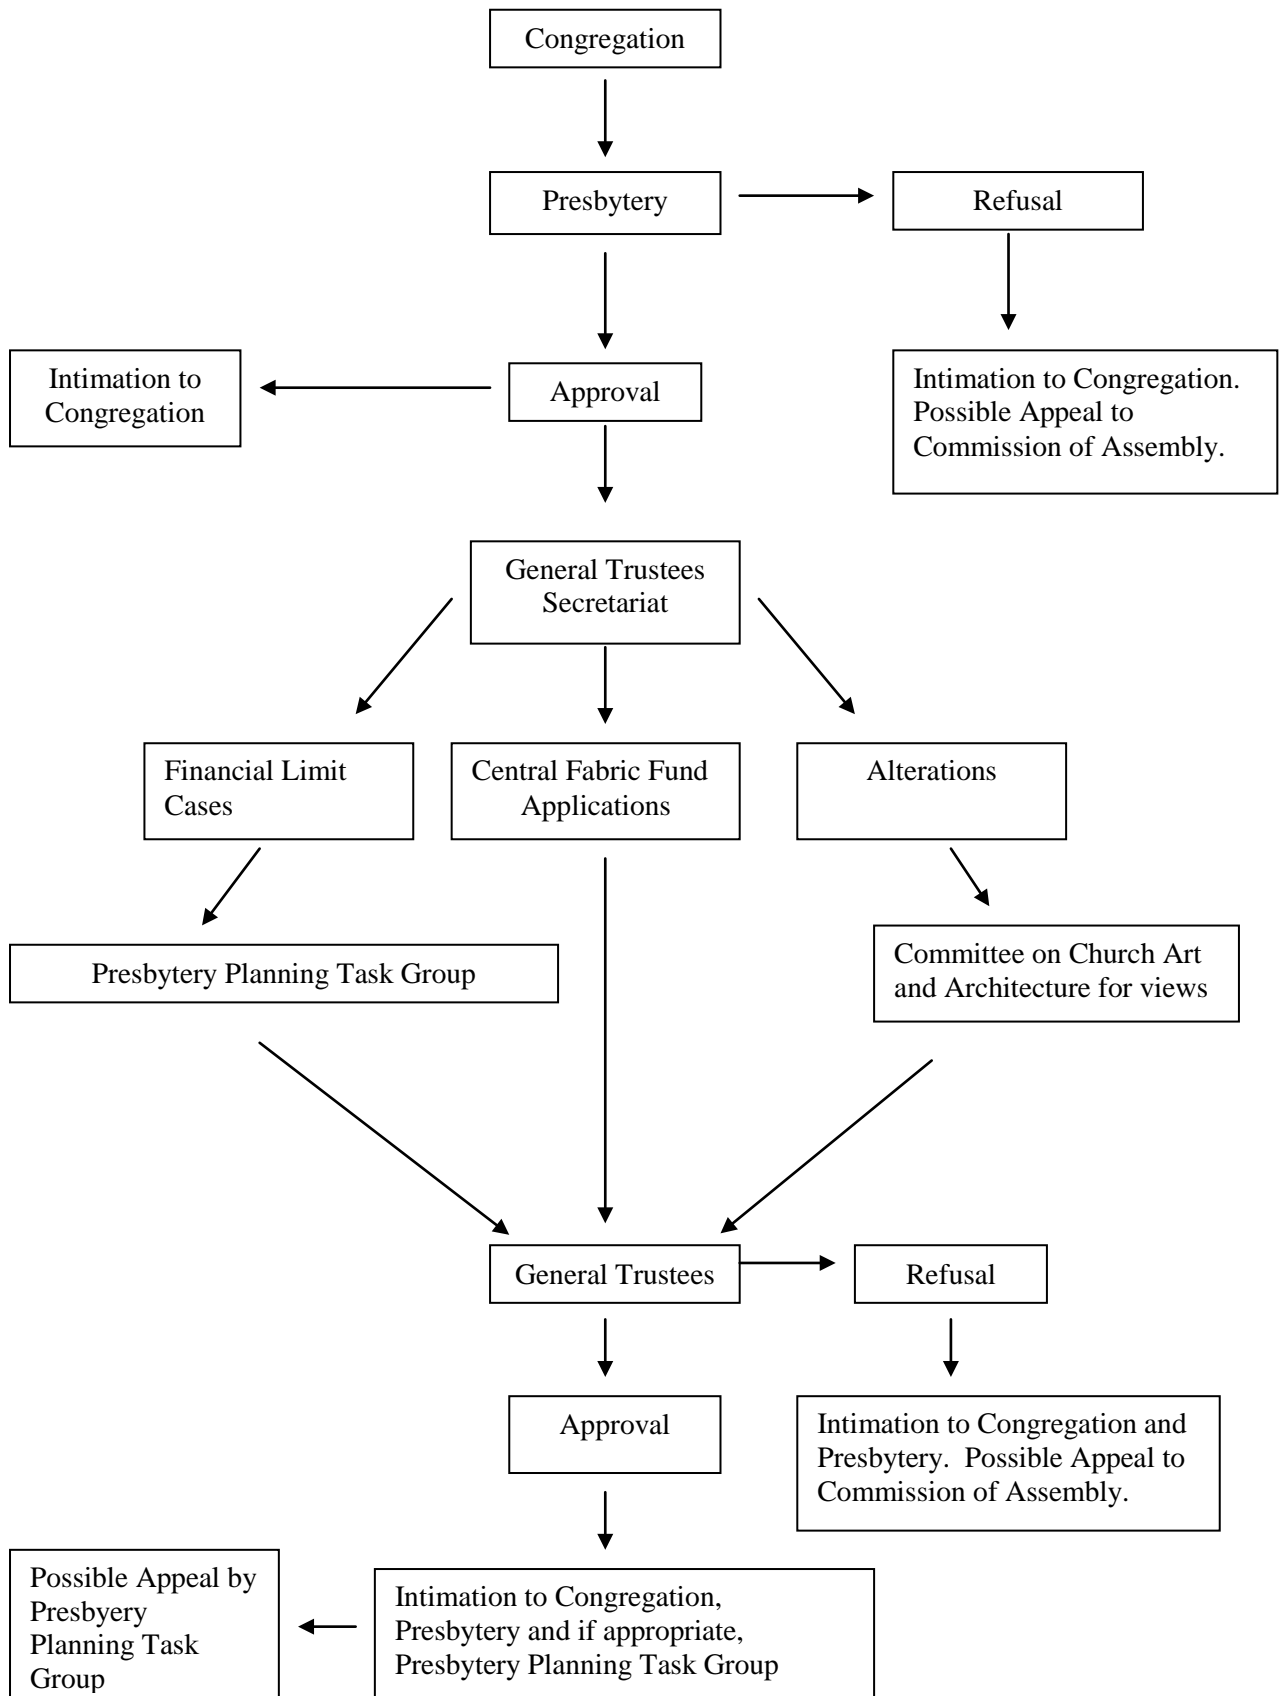 Congregation
Presbytery
Refusal
Intimation to
Congregation
Approval
Intimation to Congregation.
Possible Appeal to
Commission of Assembly.
General Trustees
Secretariat
Financial Limit
Cases
Central Fabric Fund
Applications
Alterations
Presbytery Planning Task Group
Committee on Church Art
and Architecture for views
General Trustees
Refusal
Approval
Intimation to Congregation and
Presbytery.  Possible Appeal to
Commission of Assembly.
Possible Appeal by
Presbyery
Planning Task
Group
Intimation to Congregation,
Presbytery and if appropriate,
Presbytery Planning Task Group